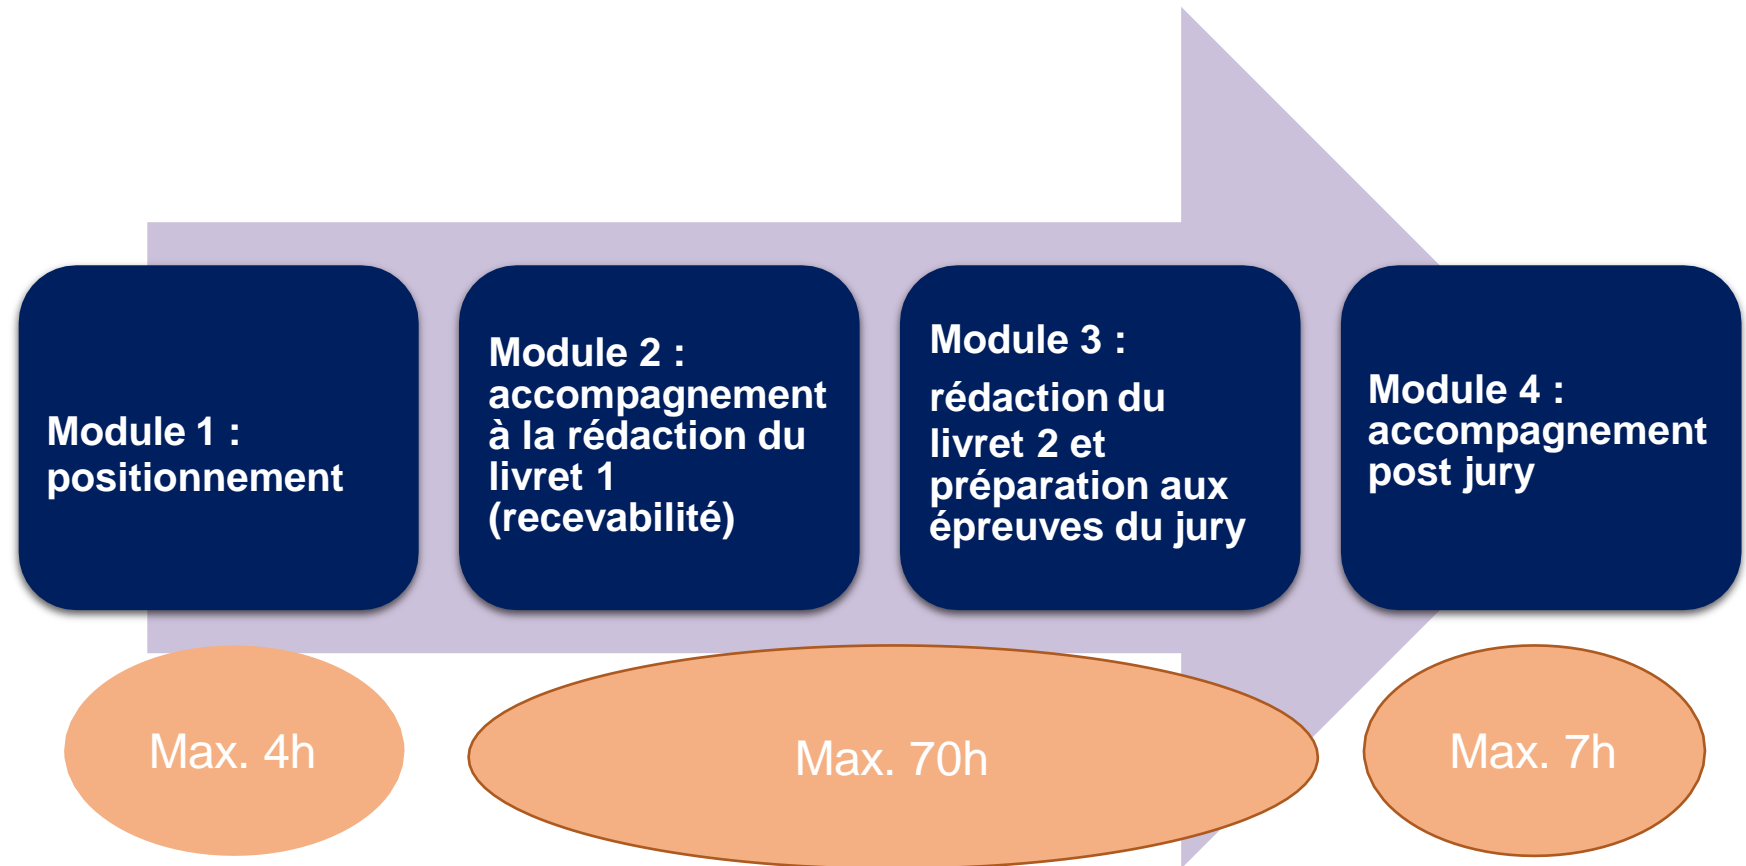 Module 1 :
positionnement
Module 2 :
accompagnement
à la rédaction du
livret 1
(recevabilité)
Module 3 :
rédaction du
livret 2 et
préparation aux
épreuves du jury
Module 4 :
accompagnement
post jury
Max. 4h
Max. 70h
Max. 7h